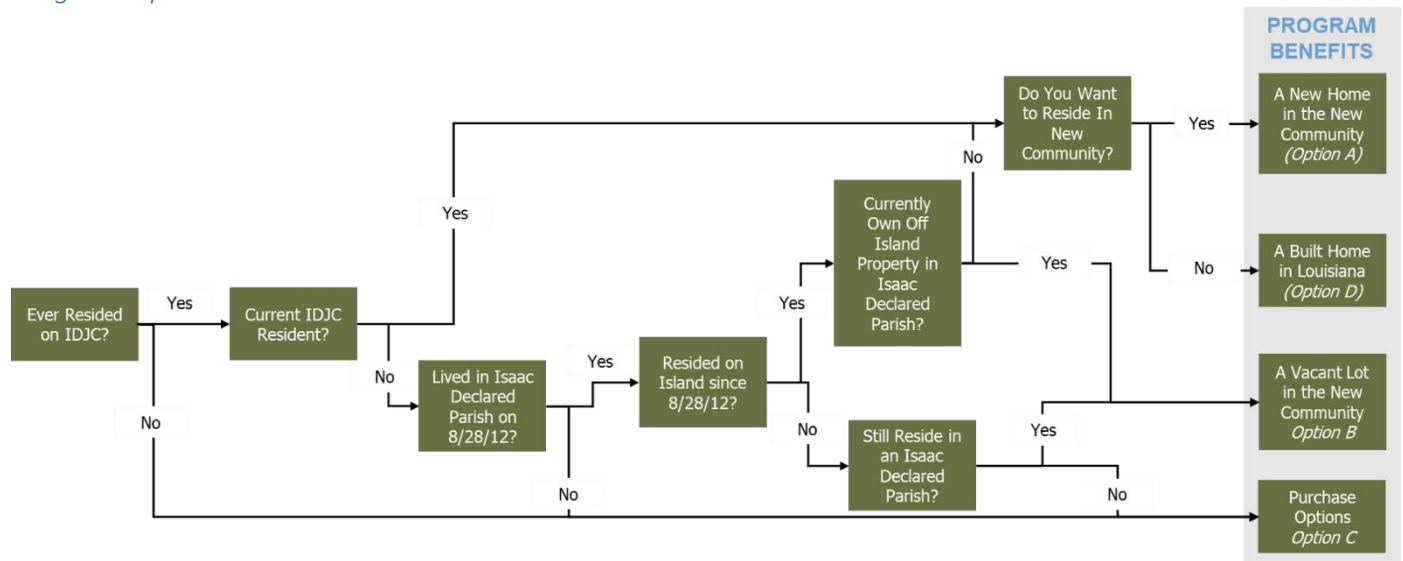 PROGRAM
BENEFITS
Ever Resided
on IDJC?
Yes
No
Current IDJC
Resident?
Yes
No
Lived in Isaac
Declared
Parish on
8/28/12?
Yes
No
Resided on
Island since
8/28/12?
Yes
No
Currently
Own Off
Island
Property in
Isaac
Declared
Parish?
No
Yes
Still Reside in
an Isaac
Declared
Parish?
Yes
No
Do You Want
to Reside In
New
Community?
Yes
No
A New Home
in the New
Community
(Option A)
A Built Home
in Louisiana
(Option D)
A Vacant Lot
in the New
Community
Option B
Purchase
Options
Option C